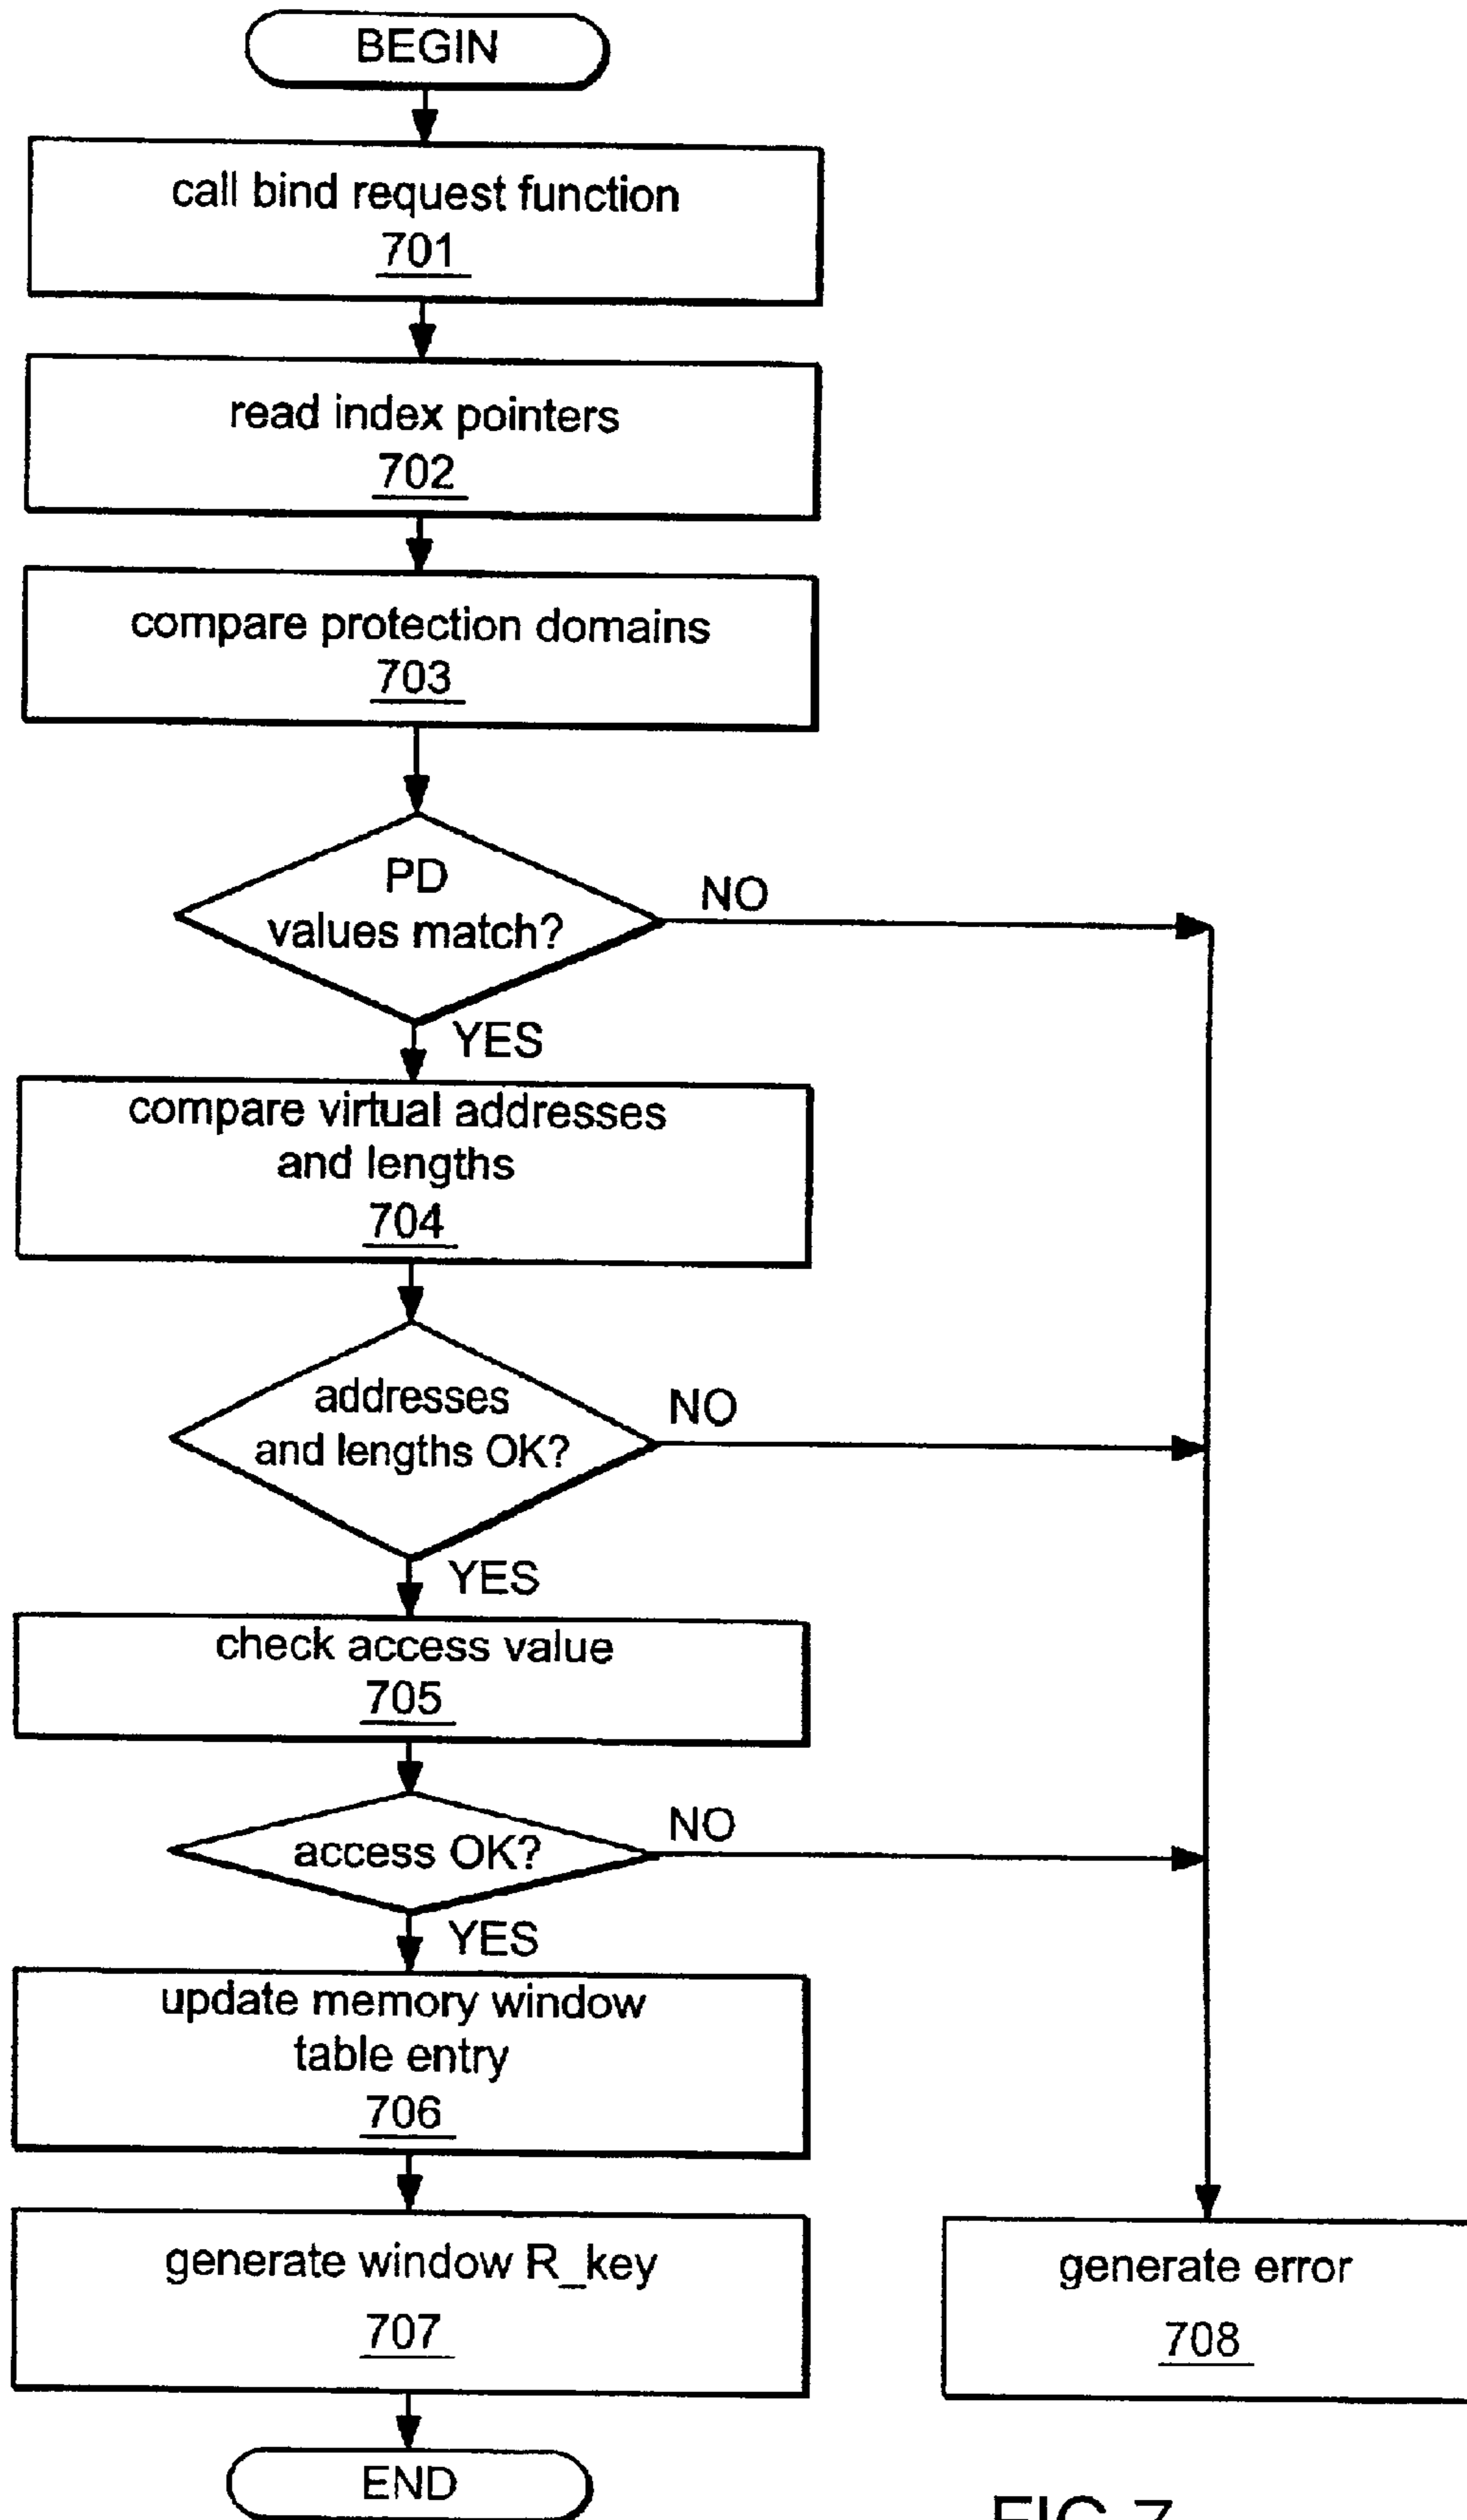 BEGIN
call bind request function
701
read index pointers
702
compare protection domains
703
PD
values match?
NO
YES
compare virtual addresses
and lengths
704
addresses
and lengths OK?
NO
YES
check access value
705
access OK?
NO
YES
update memory window
table entry
706
generate window R_key
707
generate error
708
END
FIG.7